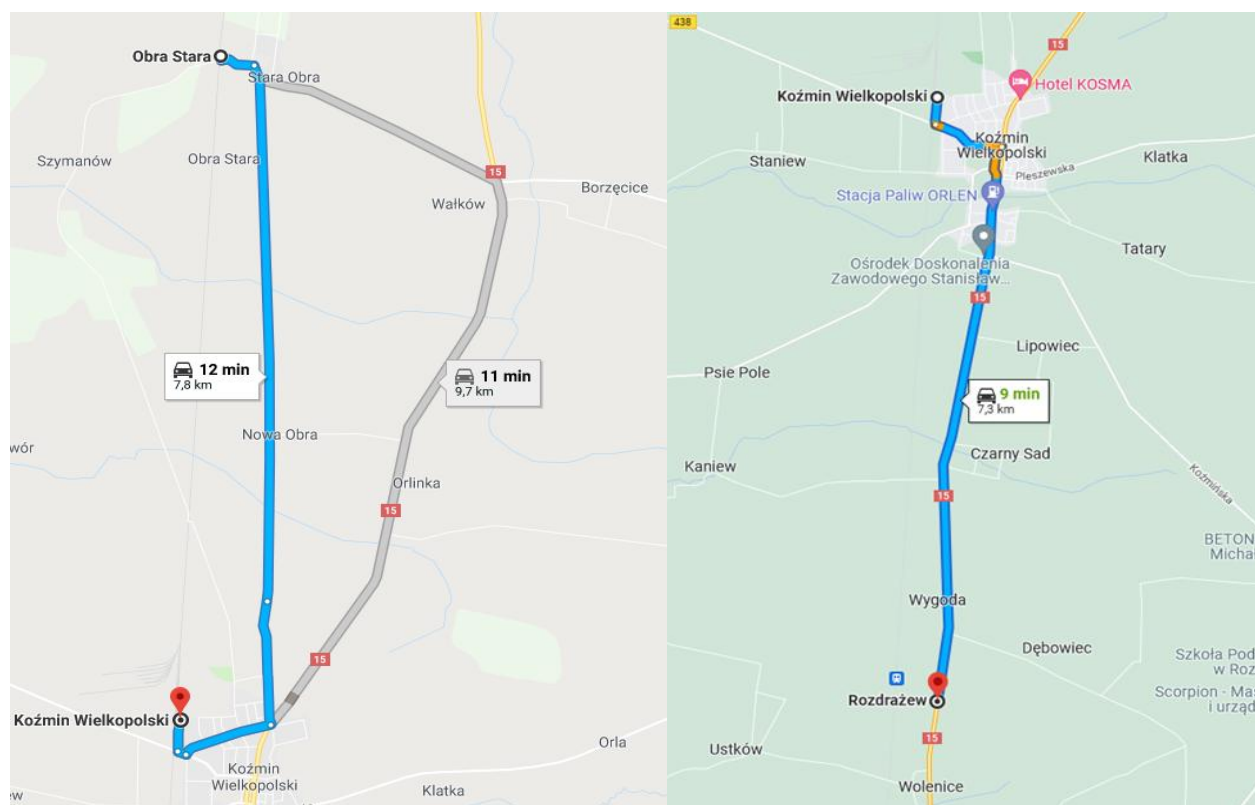 Obra Stara
Stara Obra
Szymanów
Obra Stara
15
Borzęcice
Wałków
12 min
7,8 km
11 min
9,7 km
Nowa Obra
wór
Orlinka
15
15
Koźmin Wielkopolski
Koźmin
Wielkopolski
Orla
Klatka
ew
438
15
Hotel KOSMA
Koźmin Wielkopolski
Koźmin
Wielkopolski
Staniew
Klatka
Pleszewska
Stacja Paliw ORLEN
Tatary
Ośrodek Doskonalenia
Zawodowego Stanisław...
15
Lipowiec
Psie Pole
9 min
7,3 km
Czarny Sad
Kaniew
Koźmińska
15
BETON
Micha
Wygoda
Dębowiec
Szkoła Pod
w Roz
Rozdrażew
Scorpion - Ma
i urząd
15
Ustków
Wolenice